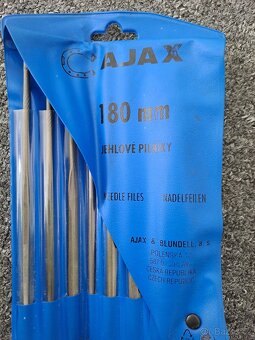 AJAX
180 mm
JEHLOVÉ PILNÍKY
NEEDLE FILES NADELFEILEN
AJAX & BLUNDELL, a. s.
POLENSKÁ
ČESKÁ REPUBLIKA
CZECH REPUBLIC